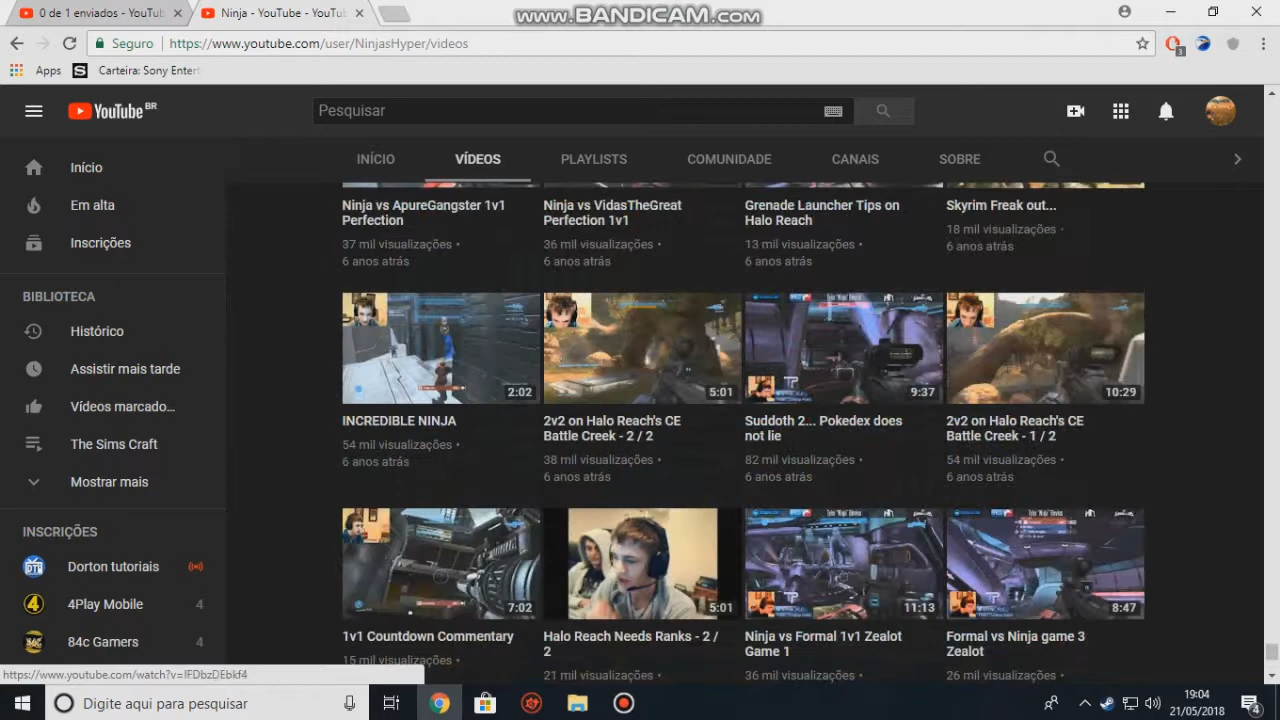 0 de 1 enviados - YouTub
Ninja - YouTube - YouTu
www.BANDICAM.com
Seguro
https://www.youtube.com/user/NinjasHyper/videos
3
Apps
Carteira: Sony Entert
YouTube BR
Pesquisar
INÍCIO
VÍDEOS
PLAYLISTS
COMUNIDADE
CANAIS
SOBRE
Início
Em alta
Inscrições
BIBLIOTECA
Histórico
Assistir mais tarde
Vídeos marcado...
The Sims Craft
Mostrar mais
INSCRIÇÕES
Dorton tutoriais
4Play Mobile 4
84c Gamers 4
Ninja vs ApureGangster 1v1
Perfection
37 mil visualizações •
6 anos atrás
Ninja vs VidasTheGreat
Perfection 1v1
36 mil visualizações •
6 anos atrás
Grenade Launcher Tips on
Halo Reach
13 mil visualizações •
6 anos atrás
Skyrim Freak out...
18 mil visualizações •
6 anos atrás
2:02
INCREDIBLE NINJA
54 mil visualizações •
6 anos atrás
5:01
2v2 on Halo Reach's CE
Battle Creek - 2 / 2
38 mil visualizações •
6 anos atrás
9:37
Suddoth 2... Pokedex does
not lie
82 mil visualizações •
6 anos atrás
10:29
2v2 on Halo Reach's CE
Battle Creek - 1 / 2
54 mil visualizações •
6 anos atrás
7:02
1v1 Countdown Commentary
15 mil visualizações •
5:01
Halo Reach Needs Ranks - 2 /
2
21 mil visualizações •
11:13
Ninja vs Formal 1v1 Zealot
Game 1
36 mil visualizações •
8:47
Formal vs Ninja game 3
Zealot
26 mil visualizações •
https://www.youtube.com/watch?v=IFDbzDEbkf4
Digite aqui para pesquisar
19:04
21/05/2018
4